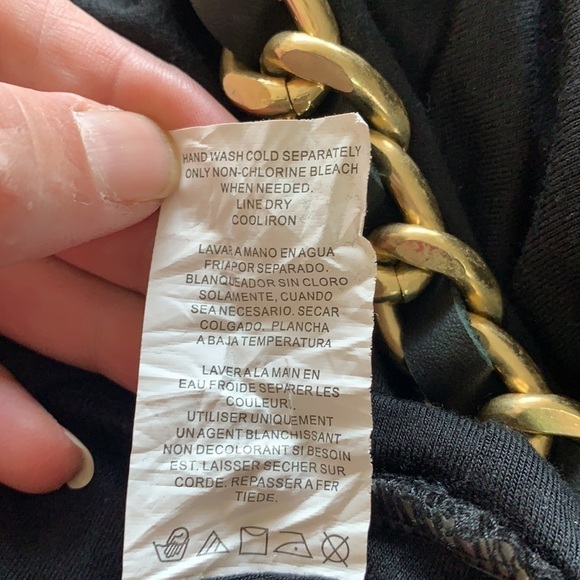 HAND WASH COLD SEPARATELY
ONLY NON-CHLORINE BLEACH
WHEN NEEDED.
LINE DRY
COOLIRON
LAVAR A MANO EN AGUA
FRIAPOR SEPARADO.
BLANQUEADOR SIN CLORO
SOLAMENTE, CUANDO
SEA NECESARIO. SECAR
COLGADO. PLANCHA
A BAJA TEMPERATURA
LAVER A LA MAIN EN
EAU FROIDE SEPARER LES
COULEUR.
UTILISER UNIQUEMENT
UN AGENT BLANCHISSANT
NON DECOLORANT SI BESOIN
EST. LAISSER SECHER SUR
CORDE. REPASSER A FER
TIEDE.